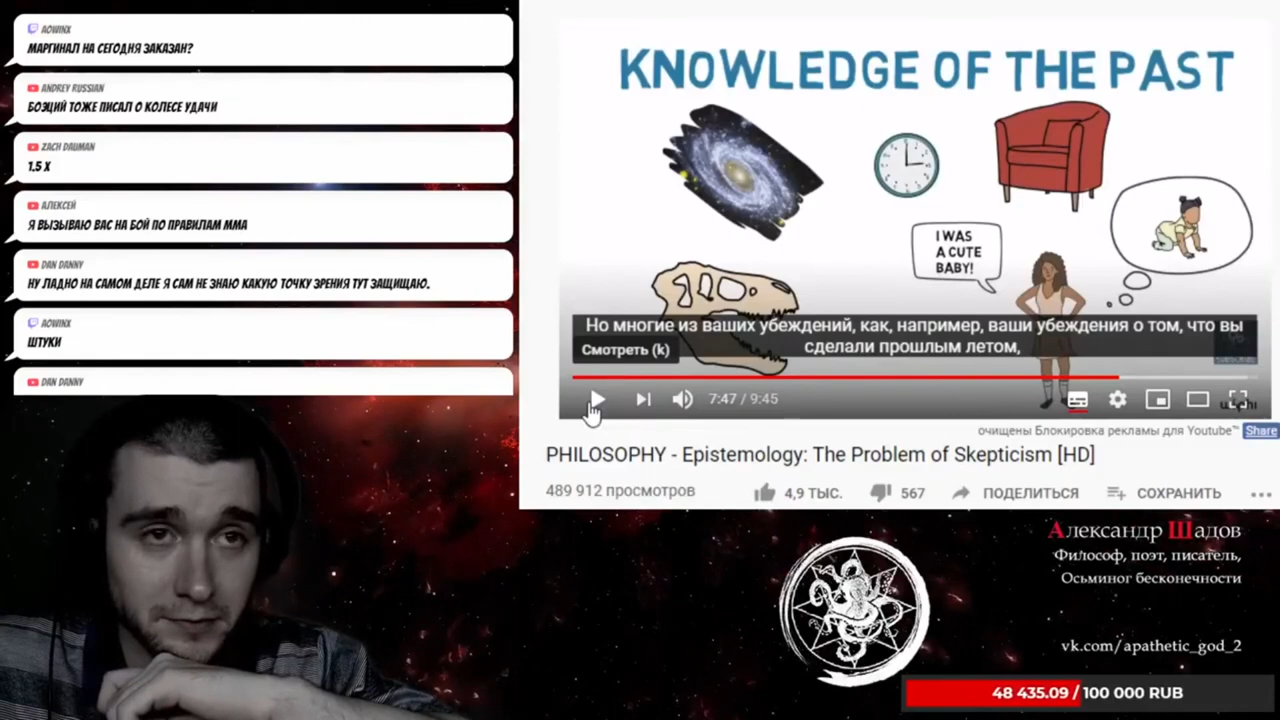 AOWINX
МАРГИНАЛ НА СЕГОДНЯ ЗАКАЗАН?
ANDREY RUSSIAN
БОЭЦИЙ ТОЖЕ ПИСАЛ О КОЛЕСЕ УДАЧИ
ZACH DAUMAN
1.5 X
АЛЕКСЕЙ
Я ВЫЗЫВАЮ ВАС НА БОЙ ПО ПРАВИЛАМ ММА
DAN DANNY
НУ ЛАДНО НА САМОМ ДЕЛЕ Я САМ НЕ ЗНАЮ КАКУЮ ТОЧКУ ЗРЕНИЯ ТУТ ЗАЩИЩАЮ.
AOWINX
ШТУКИ
DAN DANNY
KNOWLEDGE OF THE PAST
I WAS
A CUTE
BABY!
Но многие из ваших убеждений, как, например, ваши убеждения о том, что вы
сделали прошлым летом,
Смотреть (k)
7:47 / 9:45
очищены Блокировка рекламы для Youtube™ Share
PHILOSOPHY - Epistemology: The Problem of Skepticism [HD]
489 912 просмотров
4,9 ТЫС.
567
ПОДЕЛИТЬСЯ
СОХРАНИТЬ
Александр Шадов
Философ, поэт, писатель,
Осьминог бесконечности
vk.com/apathetic_god_2
48 435.09 / 100 000 RUB